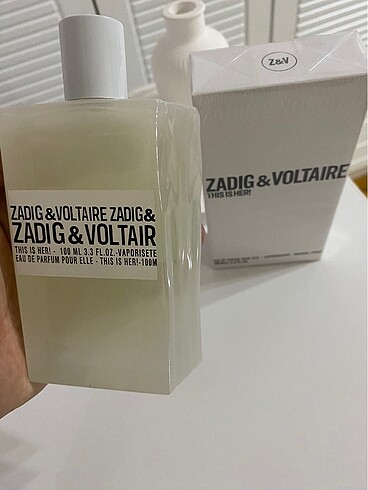 ZADIG &VOLTAIRE ZADIG&
ZADIG & VOLTAIR
THIS IS HER! - 100 ML 3.3 FL.OZ.-VAPORISETE
EAU DE PARFUM POUR ELLE - THIS IS HER!-100M
Z&V
ZADIG & VOLTAIRE
THIS IS HER!